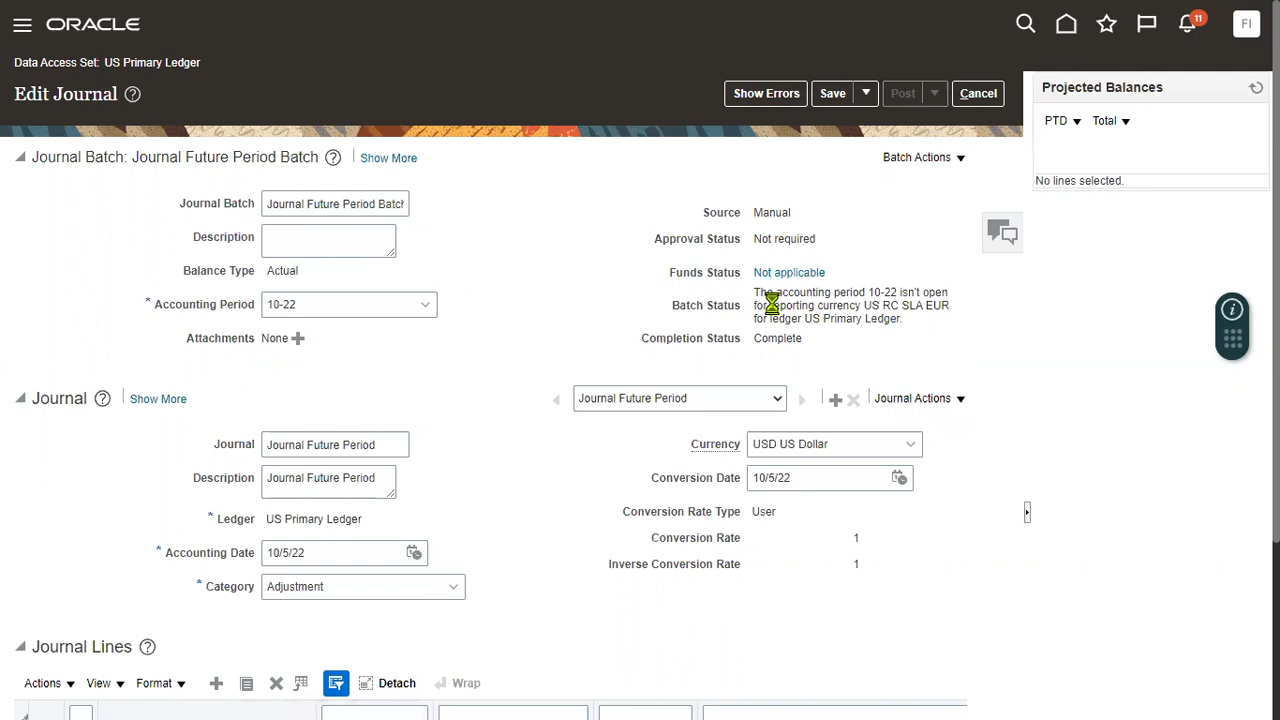 ORACLE
11
FI
Data Access Set: US Primary Ledger
Edit Journal
Show Errors
Save
Post
Cancel
Projected Balances
PTD
Total
No lines selected.
Journal Batch: Journal Future Period Batch
Show More
Batch Actions
Journal Batch
Journal Future Period Batch
Description
Balance Type
Actual
* Accounting Period
10-22
Attachments
None
Source
Manual
Approval Status
Not required
Funds Status
Not applicable
Batch Status
The accounting period 10-22 isn't open
for reporting currency US RC SLA EUR
for ledger US Primary Ledger.
Completion Status
Complete
Journal
Show More
Journal Future Period
Journal Actions
Journal
Journal Future Period
Description
Journal Future Period
* Ledger
US Primary Ledger
* Accounting Date
10/5/22
* Category
Adjustment
Currency
USD US Dollar
Conversion Date
10/5/22
Conversion Rate Type
User
Conversion Rate
1
Inverse Conversion Rate
1
Journal Lines
Actions
View
Format
Detach
Wrap